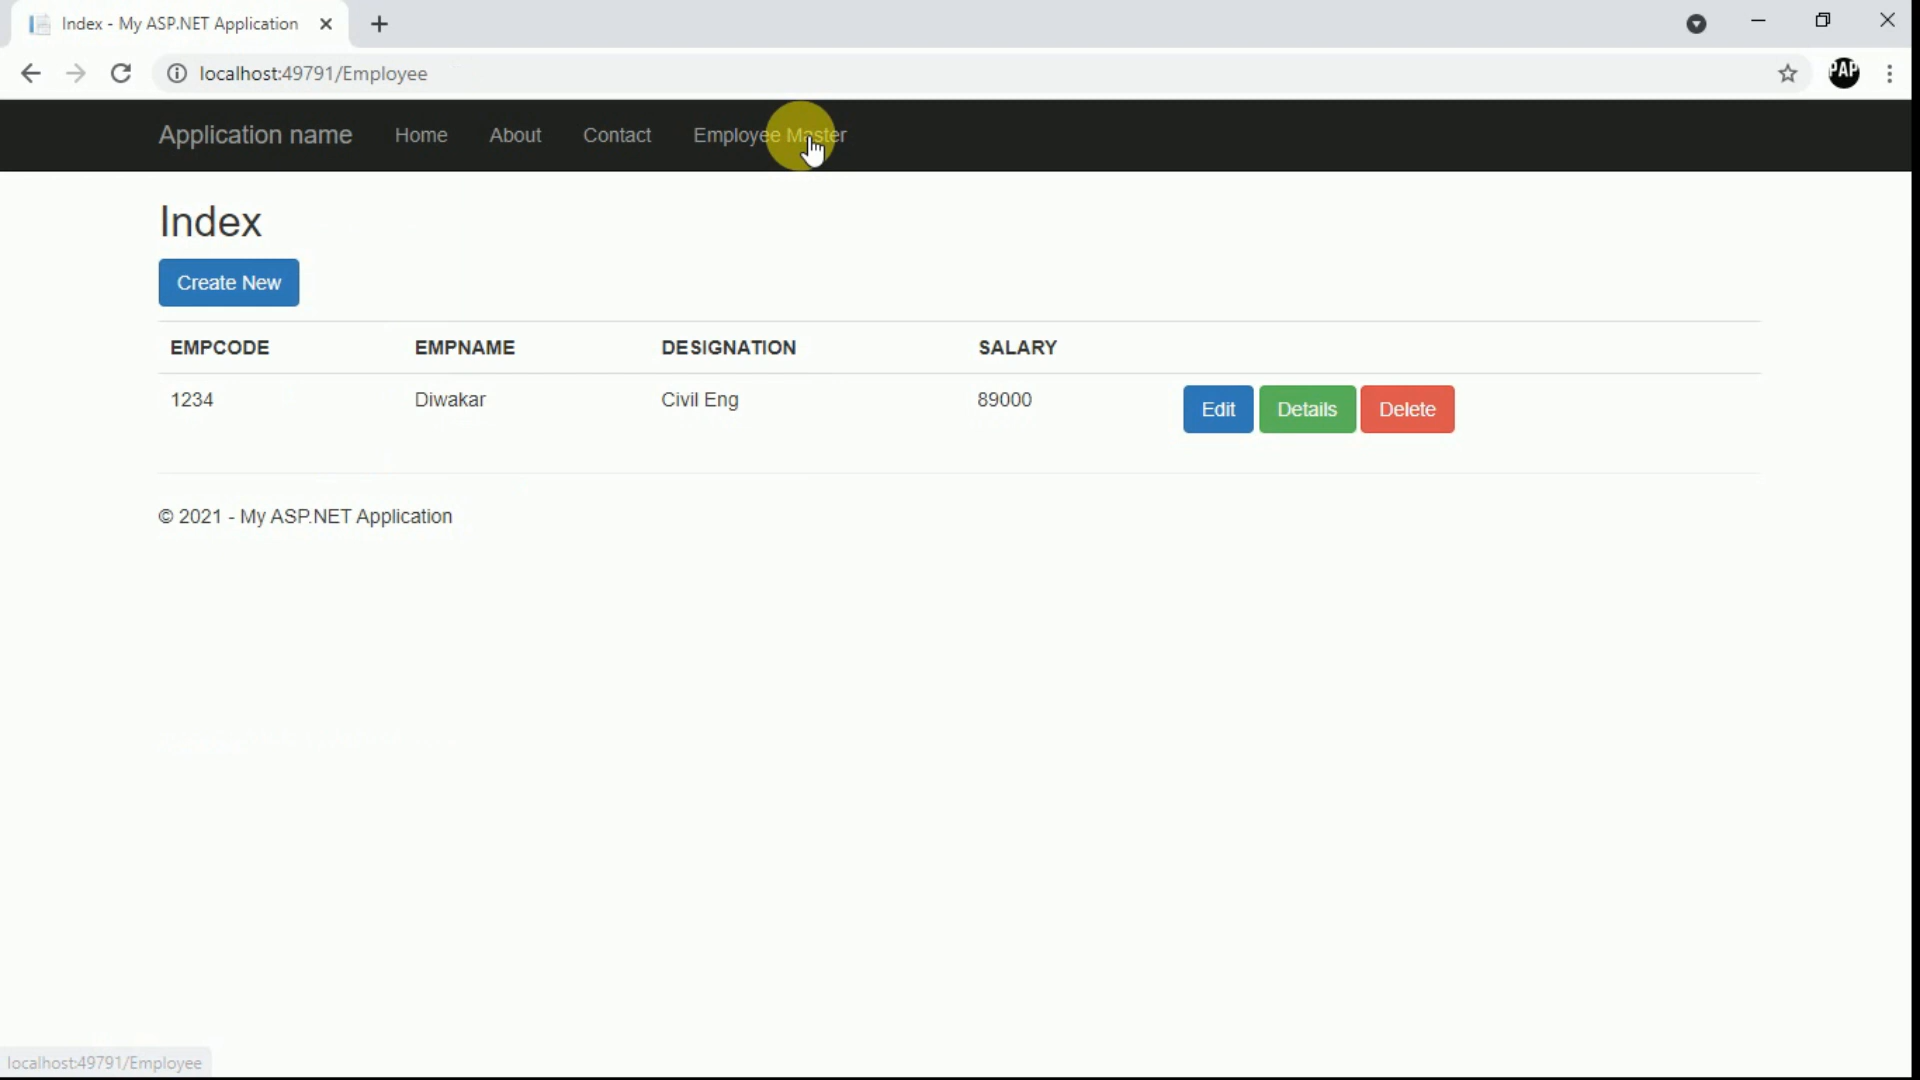 Index - My ASP.NET Application
localhost:49791/Employee
PAP
Application name Home About Contact Employee Master
Index
Create New
EMPCODE EMPNAME DESIGNATION SALARY
1234 Diwakar Civil Eng 89000 Edit Details Delete
© 2021 - My ASP.NET Application
localhost:49791/Employee